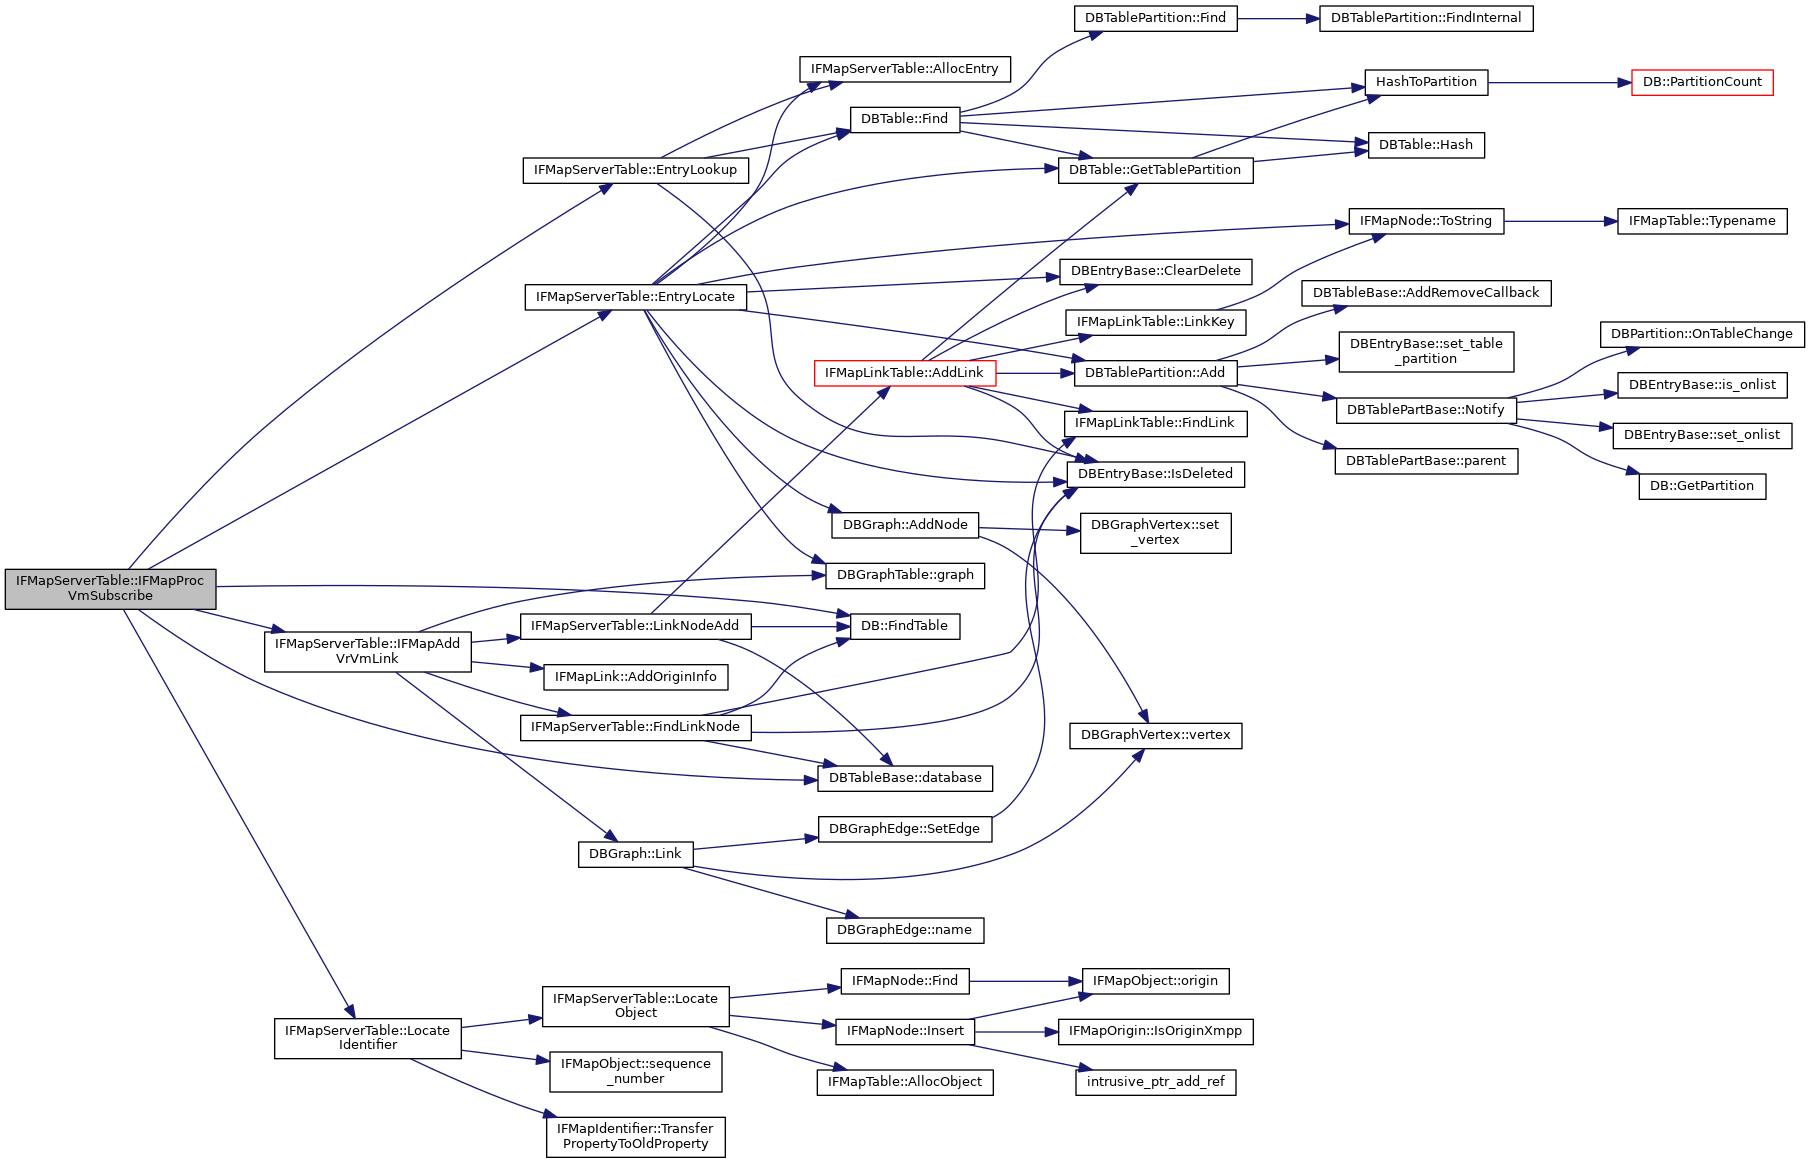 DBTablePartition::Find
DBTablePartition::FindInternal
IFMapServerTable::AllocEntry
HashToPartition
DB::PartitionCount
DBTable::Find
DBTable::Hash
IFMapServerTable::EntryLookup
DBTable::GetTablePartition
IFMapNode::ToString
IFMapTable::Typename
DBEntryBase::ClearDelete
DBTableBase::AddRemoveCallback
IFMapServerTable::EntryLocate
IFMapLinkTable::LinkKey
DBPartition::OnTableChange
DBEntryBase::set_table
_partition
IFMapLinkTable::AddLink
DBTablePartition::Add
DBEntryBase::is_onlist
DBTablePartBase::Notify
IFMapLinkTable::FindLink
DBEntryBase::set_onlist
DBTablePartBase::parent
DBEntryBase::IsDeleted
DB::GetPartition
DBGraph::AddNode
DBGraphVertex::set
_vertex
DBGraphTable::graph
IFMapServerTable::IFMapProc
VmSubscribe
IFMapServerTable::LinkNodeAdd
DB::FindTable
IFMapServerTable::IFMapAdd
VrVmLink
IFMapLink::AddOriginInfo
IFMapServerTable::FindLinkNode
DBGraphVertex::vertex
DBTableBase::database
DBGraphEdge::SetEdge
DBGraph::Link
DBGraphEdge::name
IFMapNode::Find
IFMapObject::origin
IFMapServerTable::Locate
Object
IFMapServerTable::Locate
Identifier
IFMapNode::Insert
IFMapOrigin::IsOriginXmpp
IFMapObject::sequence
_number
IFMapTable::AllocObject
intrusive_ptr_add_ref
IFMapIdentifier::Transfer
PropertyToOldProperty